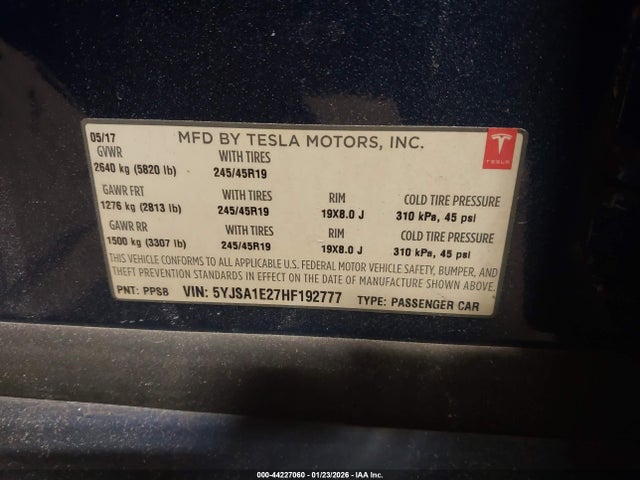 05/17 MFD BY TESLA MOTORS, INC. TESLA
GVWR WITH TIRES
2640 kg (5820 lb) 245/45R19
GAWR FRT WITH TIRES RIM COLD TIRE PRESSURE
1276 kg (2813 lb) 245/45R19 19X8.0 J 310 kPa, 45 psi
GAWR RR WITH TIRES RIM COLD TIRE PRESSURE
1500 kg (3307 lb) 245/45R19 19X8.0 J 310 kPa, 45 psi
THIS VEHICLE CONFORMS TO ALL APPLICABLE U.S. FEDERAL MOTOR VEHICLE SAFETY, BUMPER, AND
THEFT PREVENTION STANDARDS IN EFFECT ON THE DATE OF MANUFACTURE SHOWN ABOVE.
PNT: PPSB VIN: 5YJSA1E27HF192777 TYPE: PASSENGER CAR
000-44227060 - 01/23/2026 - IAA Inc.